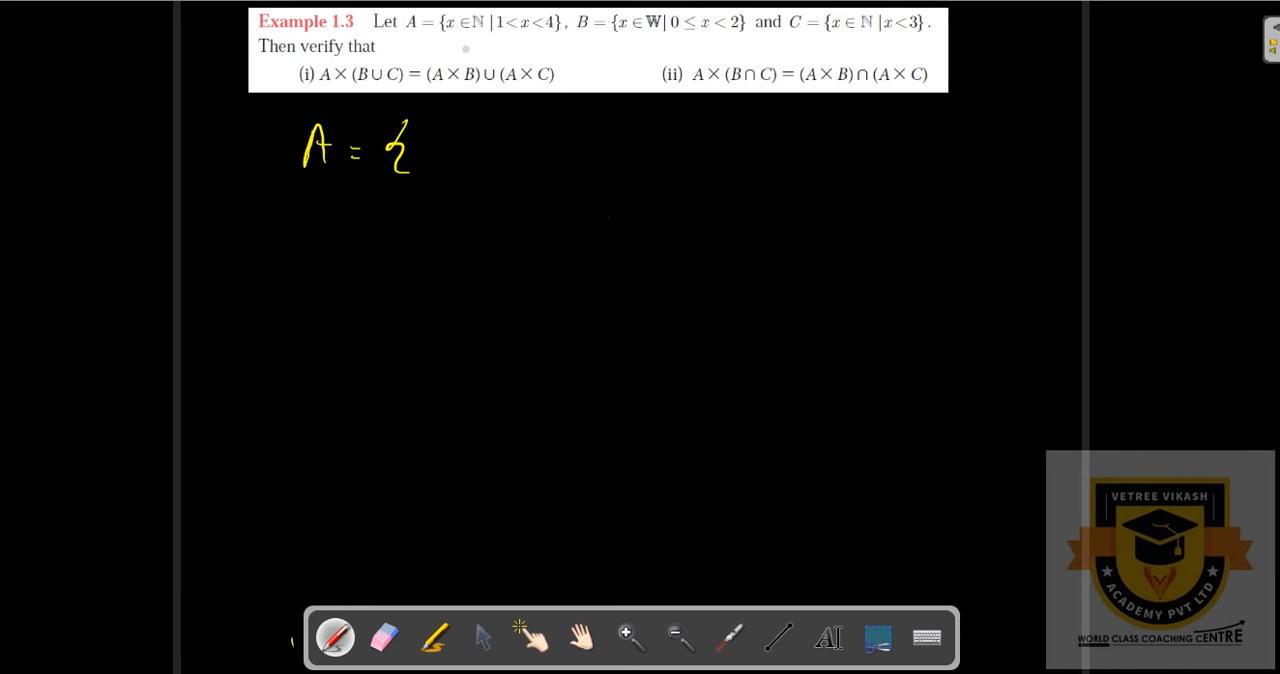 Example 1.3 Let A = {x ∈ ℕ | 1 < x < 4}, B = {x ∈ 𝕎 | 0 ≤ x < 2} and C = {x ∈ ℕ | x < 3}.
Then verify that
(i) A × (B ∪ C) = (A × B) ∪ (A × C) (ii) A × (B ∩ C) = (A × B) ∩ (A × C)
A = {
VETREE VIKASH
ACADEMY PVT LTD
WORLD CLASS COACHING CENTRE
AI